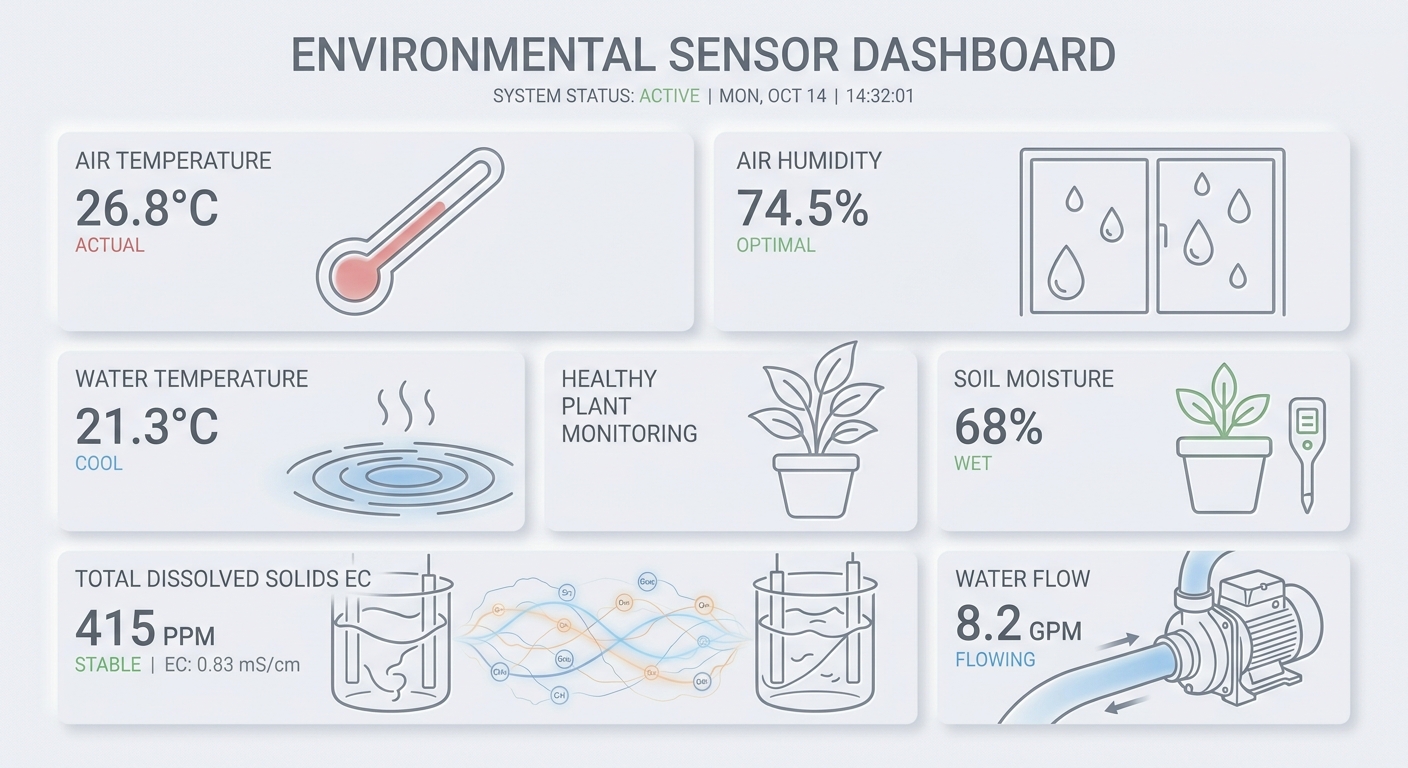 ENVIRONMENTAL SENSOR DASHBOARD
SYSTEM STATUS: ACTIVE | MON, OCT 14 | 14:32:01
AIR TEMPERATURE
26.8°C
ACTUAL
AIR HUMIDITY
74.5%
OPTIMAL
WATER TEMPERATURE
21.3°C
COOL
HEALTHY
PLANT
MONITORING
SOIL MOISTURE
68%
WET
TOTAL DISSOLVED SOLIDS EC
415 PPM
STABLE | EC: 0.83 mS/cm
WATER FLOW
8.2 GPM
FLOWING